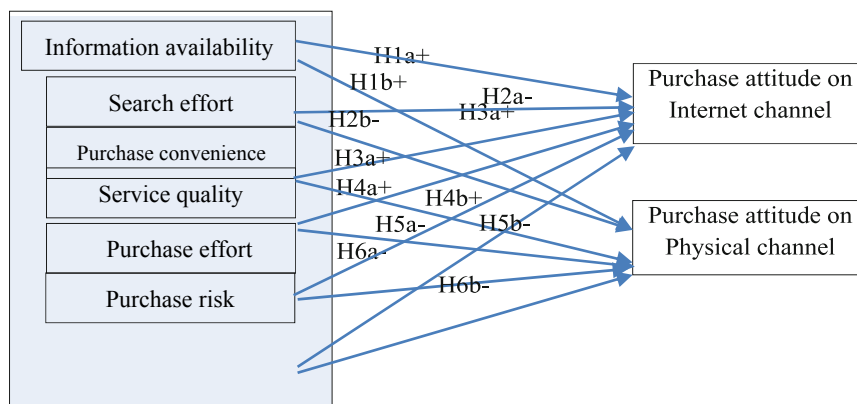 Information availability
Search effort
Purchase convenience
Service quality
Purchase effort
Purchase risk
H1a+
H1b+
H2a-
H3a+
H2b-
H3a+
H4a+
H4b+
H5a-
H5b-
H6a-
H6b-
Purchase attitude on
Internet channel
Purchase attitude on
Physical channel